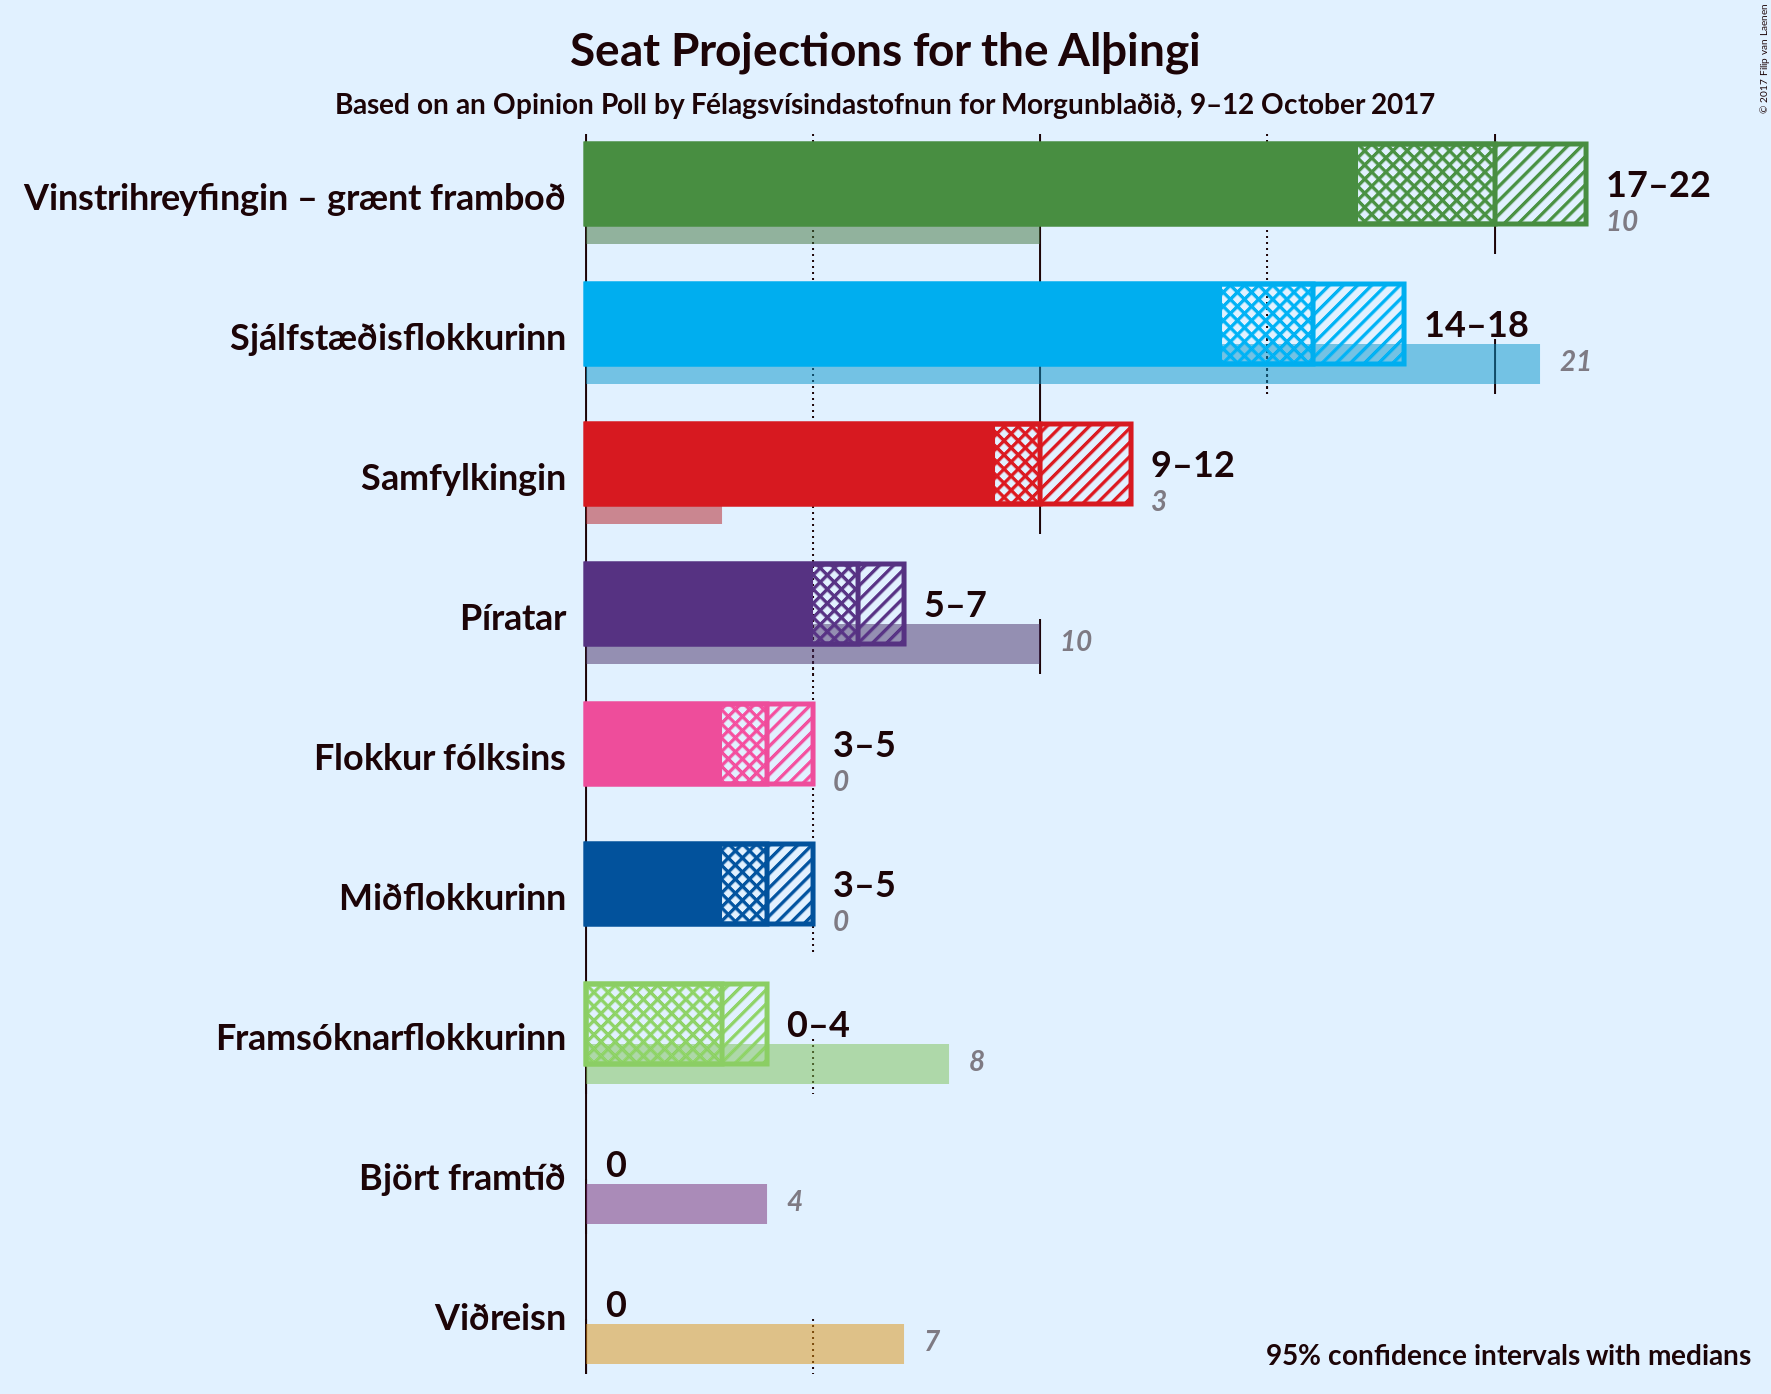 Seat Projections for the Alþingi
Based on an Opinion Poll by Félagsvísindastofnun for Morgunblaðið, 9–12 October 2017
© 2017 Filip van Laenen
Vinstrihreyfingin – grænt framboð
17–22
10
Sjálfstæðisflokkurinn
14–18
21
Samfylkingin
9–12
3
Píratar
5–7
10
Flokkur fólksins
3–5
0
Miðflokkurinn
3–5
0
Framsóknarflokkurinn
0–4
8
Björt framtíð
0
4
Viðreisn
0
7
95% confidence intervals with medians